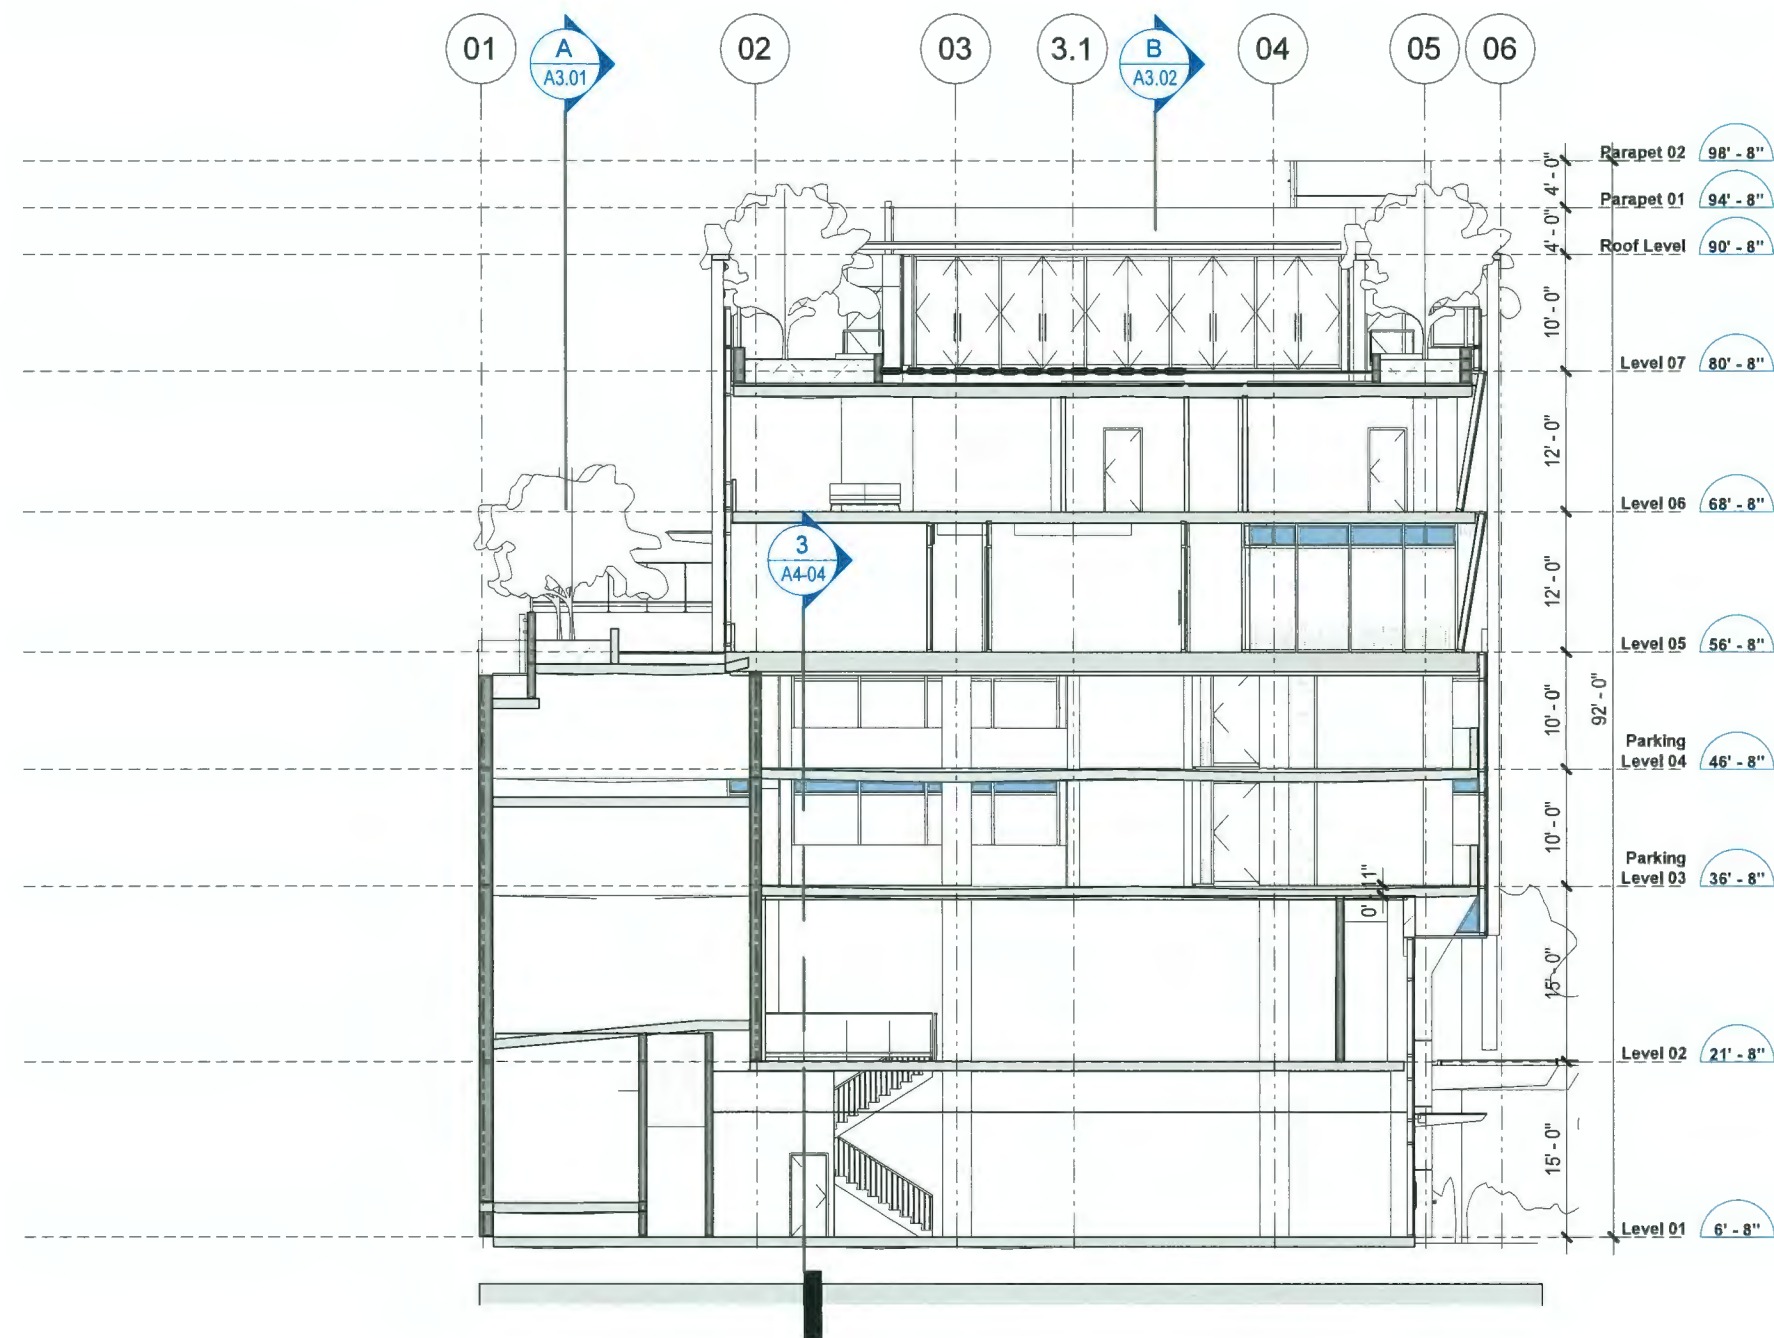 01
A
A3.01
02
03
3.1
B
A3.02
04
05
06
Parapet 02 98' - 8"
4' - 0"
Parapet 01 94' - 8"
4' - 0"
Roof Level 90' - 8"
10' - 0"
Level 07 80' - 8"
12' - 0"
Level 06 68' - 8"
3
A4-04
12' - 0"
Level 05 56' - 8"
10' - 0"
92' - 0"
Parking
Level 04 46' - 8"
10' - 0"
Parking
Level 03 36' - 8"
0' 11"
15' - 0"
Level 02 21' - 8"
15' - 0"
Level 01 6' - 8"